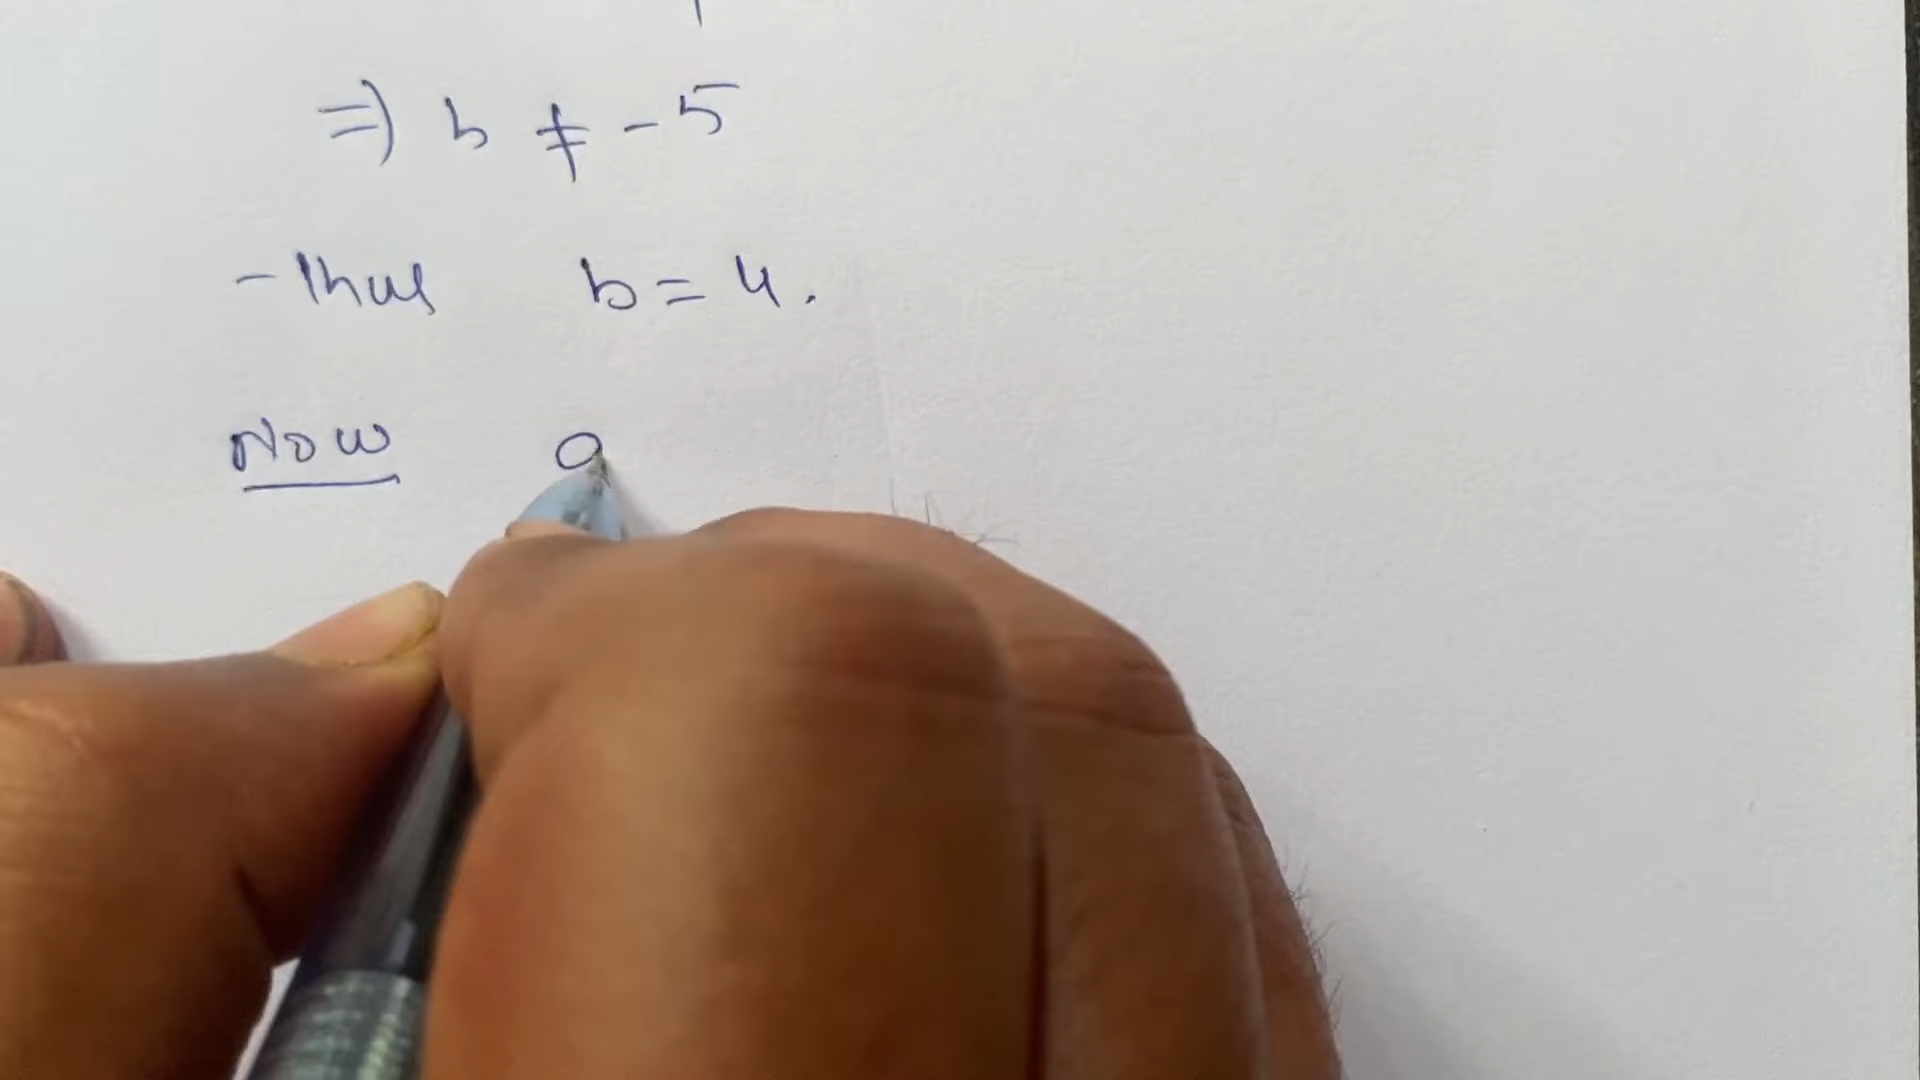 ⇒ b ≠ -5
Thus b = 4.
Now a